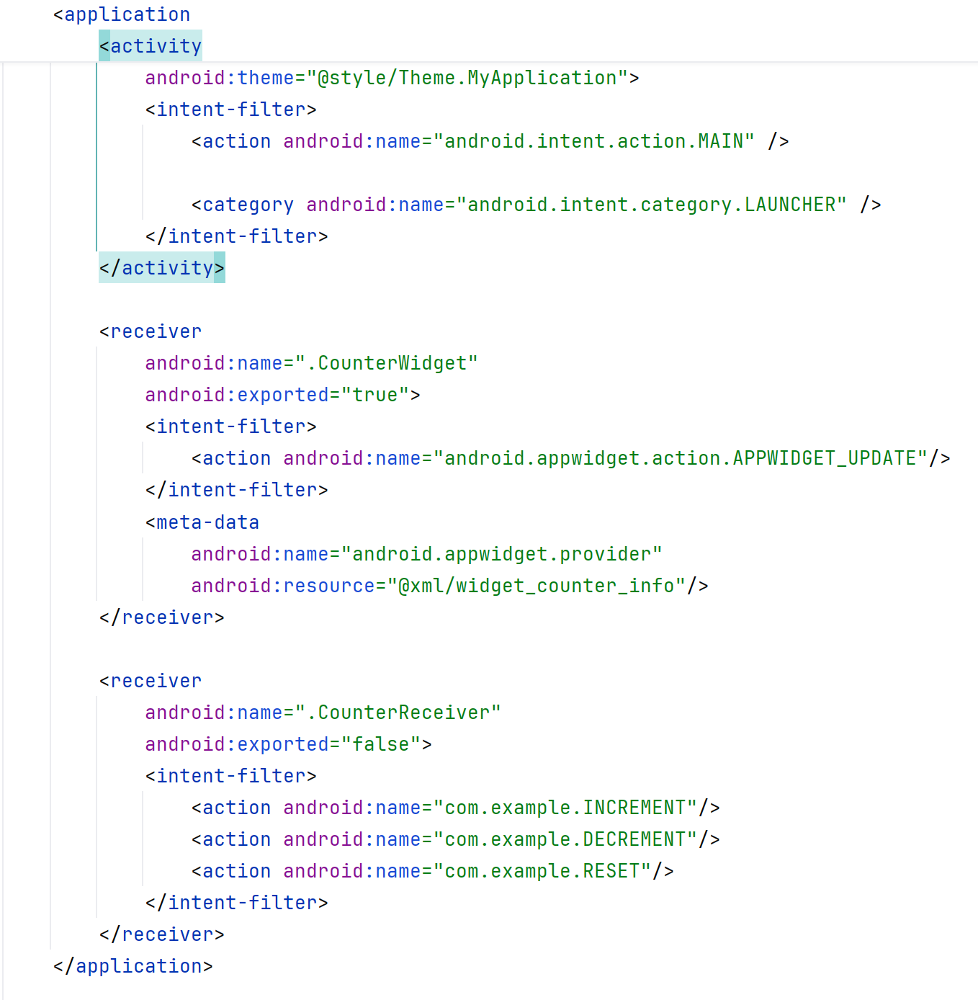 <application
<activity
android:theme="@style/Theme.MyApplication">
<intent-filter>
<action android:name="android.intent.action.MAIN" />
<category android:name="android.intent.category.LAUNCHER" />
</intent-filter>
</activity>
<receiver
android:name=".CounterWidget"
android:exported="true">
<intent-filter>
<action android:name="android.appwidget.action.APPWIDGET_UPDATE"/>
</intent-filter>
<meta-data
android:name="android.appwidget.provider"
android:resource="@xml/widget_counter_info"/>
</receiver>
<receiver
android:name=".CounterReceiver"
android:exported="false">
<intent-filter>
<action android:name="com.example.INCREMENT"/>
<action android:name="com.example.DECREMENT"/>
<action android:name="com.example.RESET"/>
</intent-filter>
</receiver>
</application>